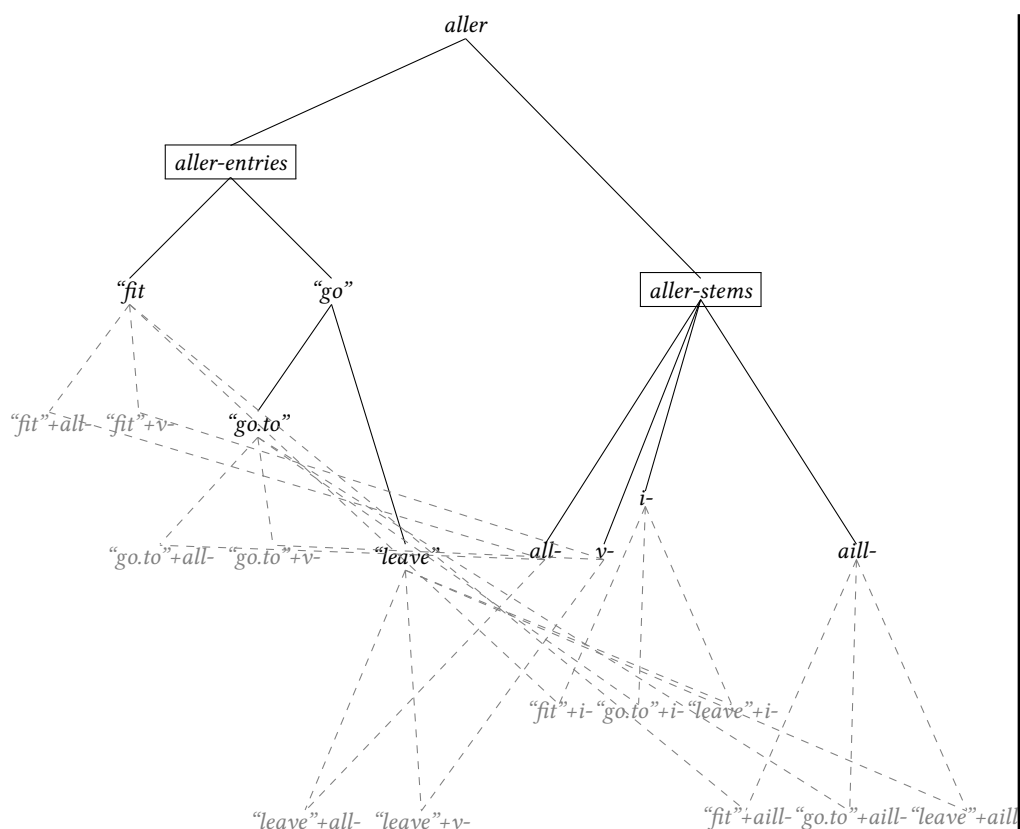 aller
aller-entries
“fit
“go”
aller-stems
“fit”+all-
“fit”+v-
“go.to”
i-
“go.to”+all-
“go.to”+v-
“leave”
all-
v-
aill-
“fit”+i-
“go.to”+i-
“leave”+i-
“leave”+all-
“leave”+v-
“fit”+aill-
“go.to”+aill-
“leave”+aill